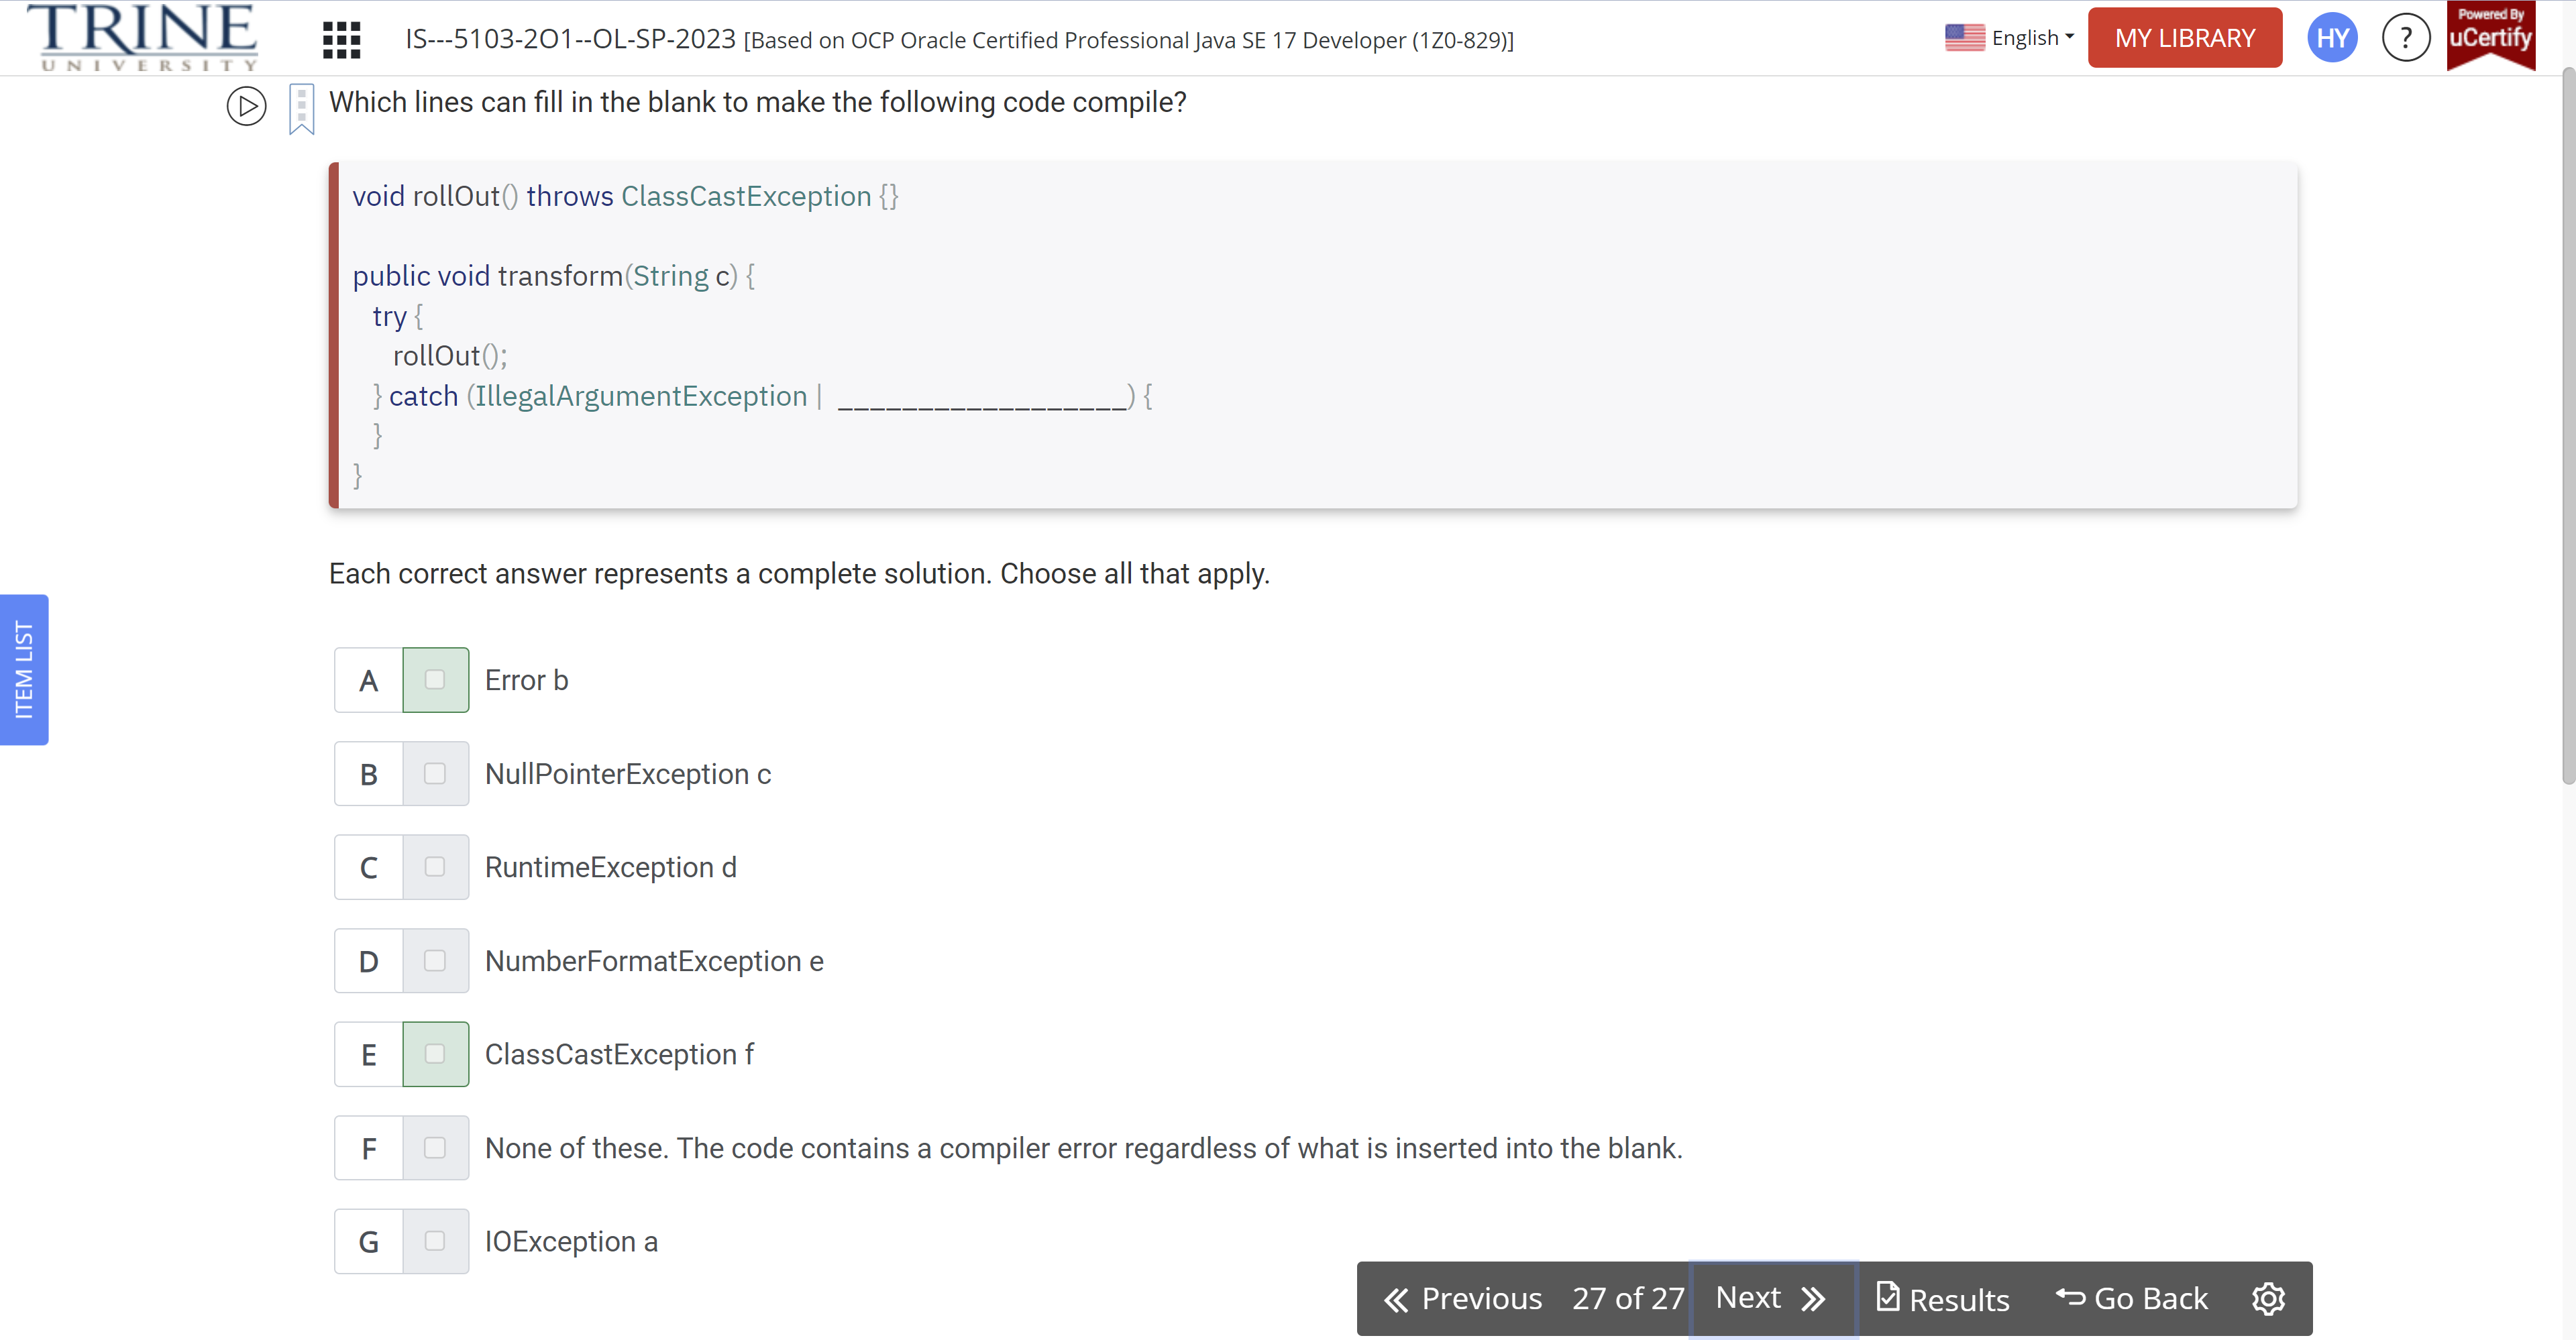 TRINE
UNIVERSITY
IS---5103-2O1--OL-SP-2023 [Based on OCP Oracle Certified Professional Java SE 17 Developer (1Z0-829)]
English
MY LIBRARY
HY
?
Powered By
uCertify
Which lines can fill in the blank to make the following code compile?
void rollOut() throws ClassCastException {}
public void transform(String c) {
try {
rollOut();
} catch (IllegalArgumentException | __________________) {
}
}
Each correct answer represents a complete solution. Choose all that apply.
ITEM LIST
A Error b
B NullPointerException c
C RuntimeException d
D NumberFormatException e
E ClassCastException f
F None of these. The code contains a compiler error regardless of what is inserted into the blank.
G IOException a
Previous 27 of 27 Next Results Go Back